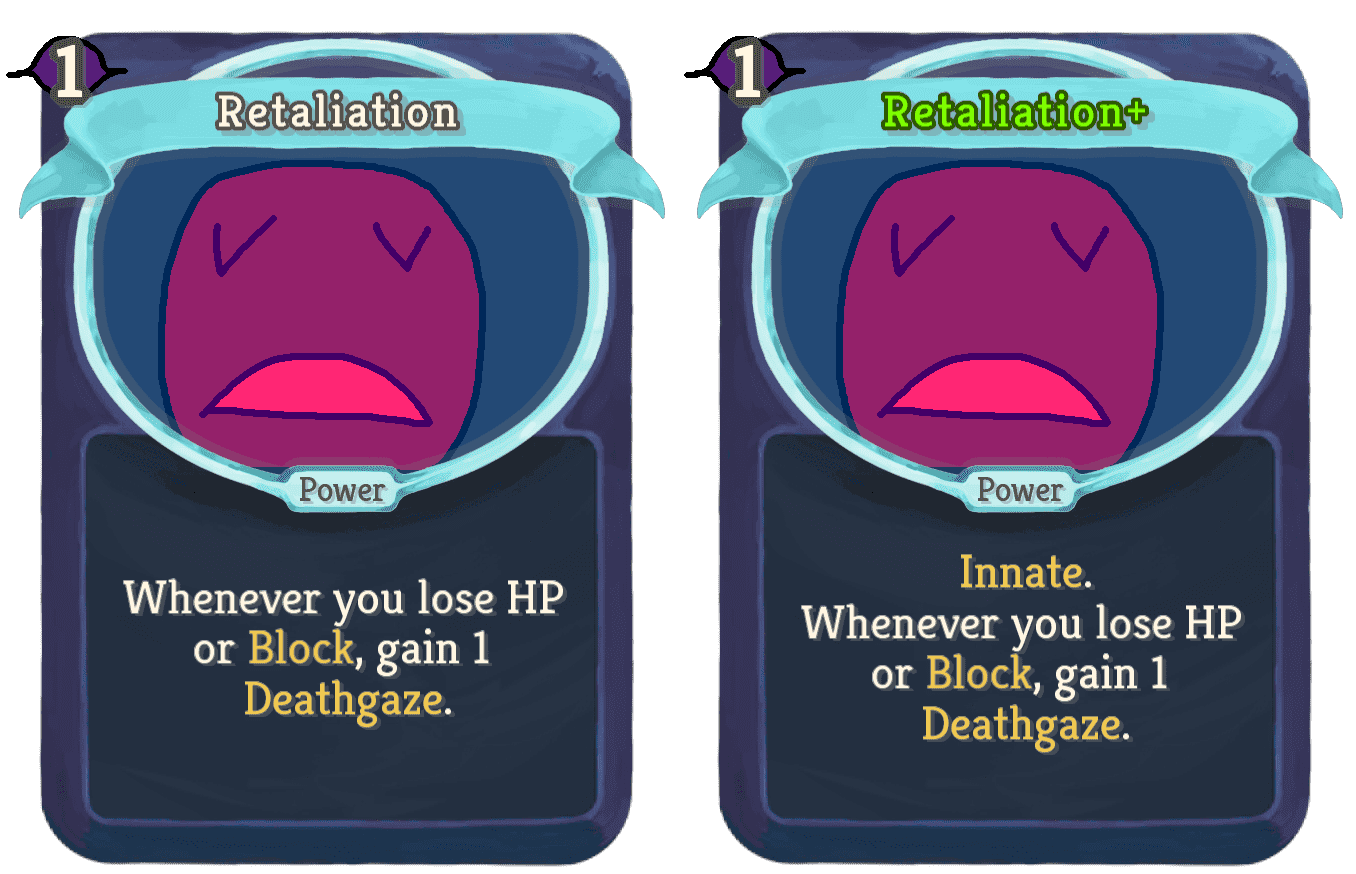 1
Retaliation
Power
Whenever you lose HP
or Block, gain 1
Deathgaze.
1
Retaliation+
Power
Innate.
Whenever you lose HP
or Block, gain 1
Deathgaze.